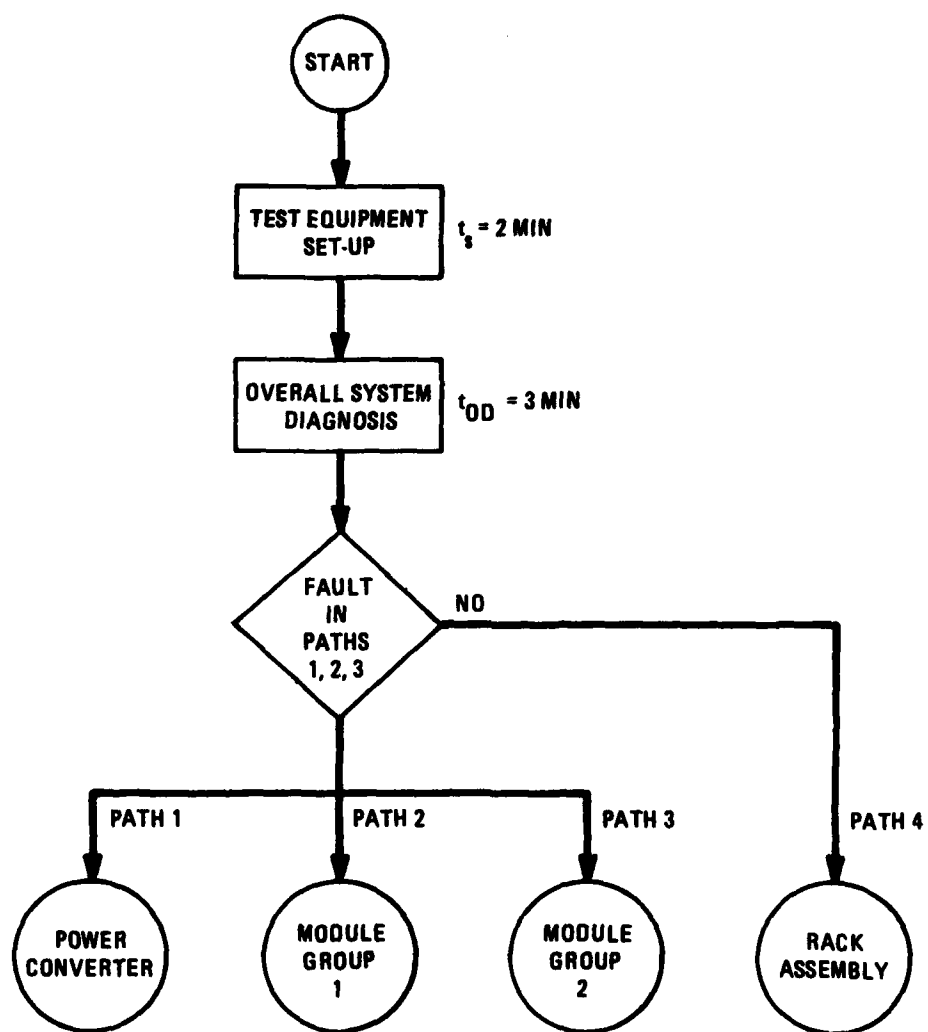 START
TEST EQUIPMENT
SET-UP
t_s = 2 MIN
OVERALL SYSTEM
DIAGNOSIS
t_OD = 3 MIN
FAULT
IN
PATHS
1, 2, 3
NO
PATH 1
PATH 2
PATH 3
PATH 4
POWER
CONVERTER
MODULE
GROUP
1
MODULE
GROUP
2
RACK
ASSEMBLY